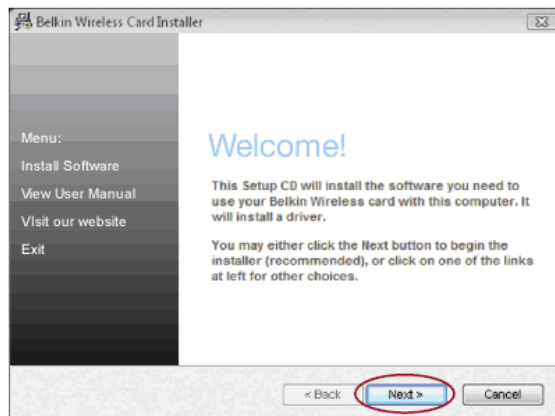 Belkin Wireless Card Installer
Menu:
Install Software
View User Manual
VIsit our website
Exit
Welcome!
This Setup CD will install the software you need to
use your Belkin Wireless card with this computer. It
will install a driver.
You may either click the Next button to begin the
installer (recommended), or click on one of the links
at left for other choices.
< Back
Next >
Cancel